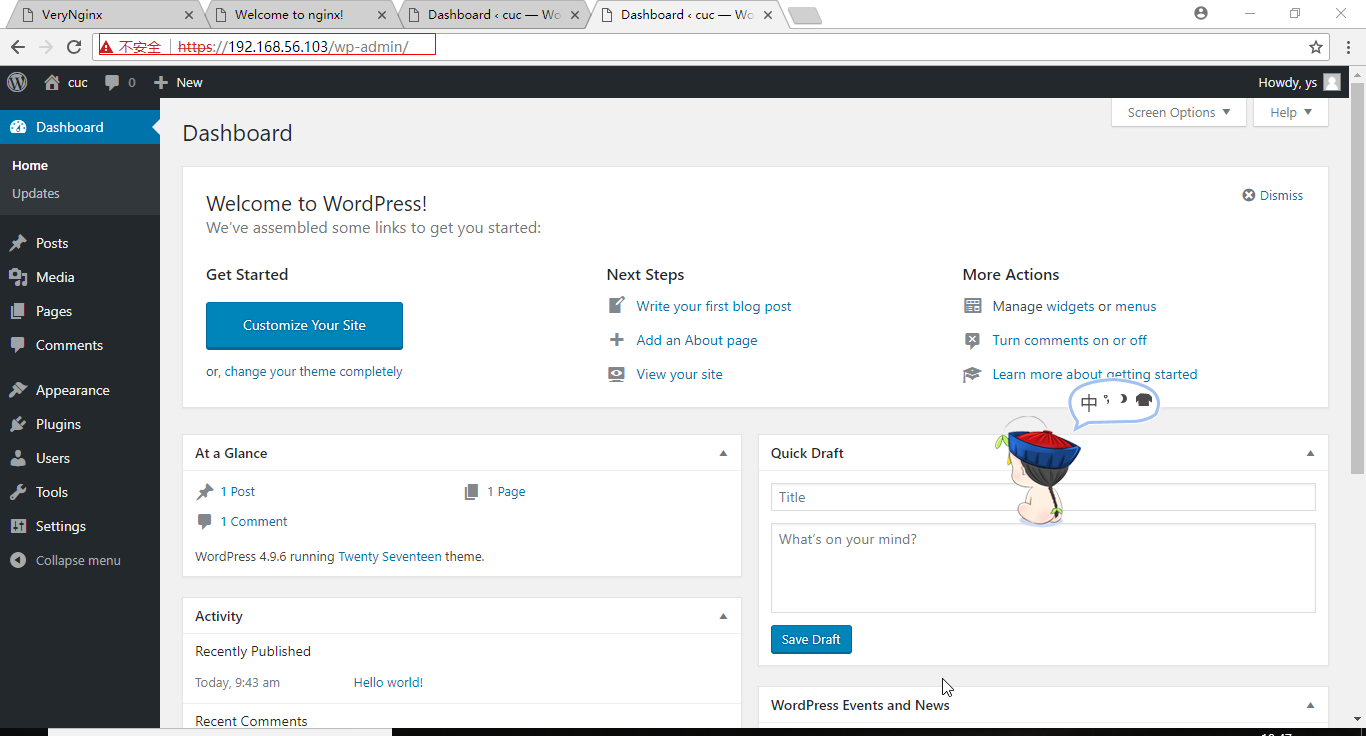 VeryNginx
Welcome to nginx!
Dashboard ‹ cuc — Wo
Dashboard ‹ cuc — Wo
不安全 https://192.168.56.103/wp-admin/
cuc 0 New
Howdy, ys
Dashboard
Home
Updates
Posts
Media
Pages
Comments
Appearance
Plugins
Users
Tools
Settings
Collapse menu
Screen Options
Help
Dashboard
Welcome to WordPress!
Dismiss
We've assembled some links to get you started:
Get Started
Customize Your Site
or, change your theme completely
Next Steps
Write your first blog post
Add an About page
View your site
More Actions
Manage widgets or menus
Turn comments on or off
Learn more about getting started
中
At a Glance
1 Post
1 Page
1 Comment
WordPress 4.9.6 running Twenty Seventeen theme.
Activity
Recently Published
Today, 9:43 am
Hello world!
Recent Comments
Quick Draft
Title
What's on your mind?
Save Draft
WordPress Events and News